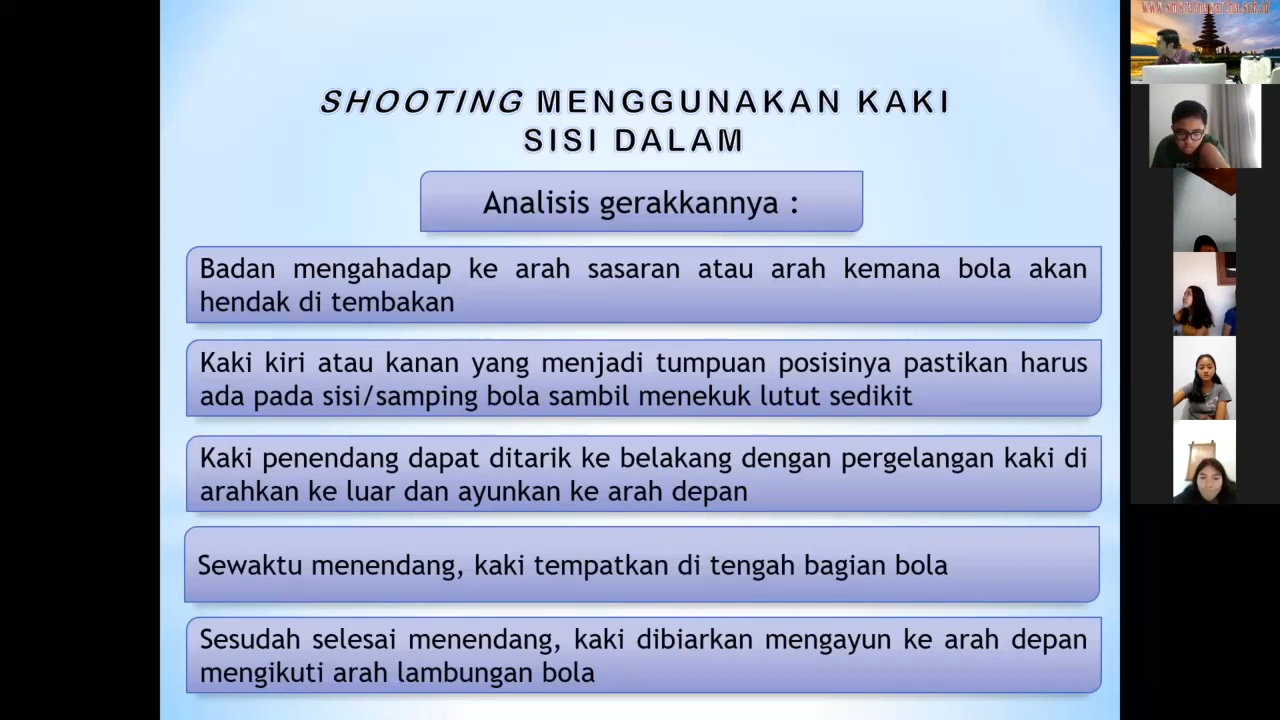 SHOOTING MENGGUNAKAN KAKI
SISI DALAM
Analisis gerakkannya :
Badan mengahadap ke arah sasaran atau arah kemana bola akan
hendak di tembakan
Kaki kiri atau kanan yang menjadi tumpuan posisinya pastikan harus
ada pada sisi/samping bola sambil menekuk lutut sedikit
Kaki penendang dapat ditarik ke belakang dengan pergelangan kaki di
arahkan ke luar dan ayunkan ke arah depan
Sewaktu menendang, kaki tempatkan di tengah bagian bola
Sesudah selesai menendang, kaki dibiarkan mengayun ke arah depan
mengikuti arah lambungan bola